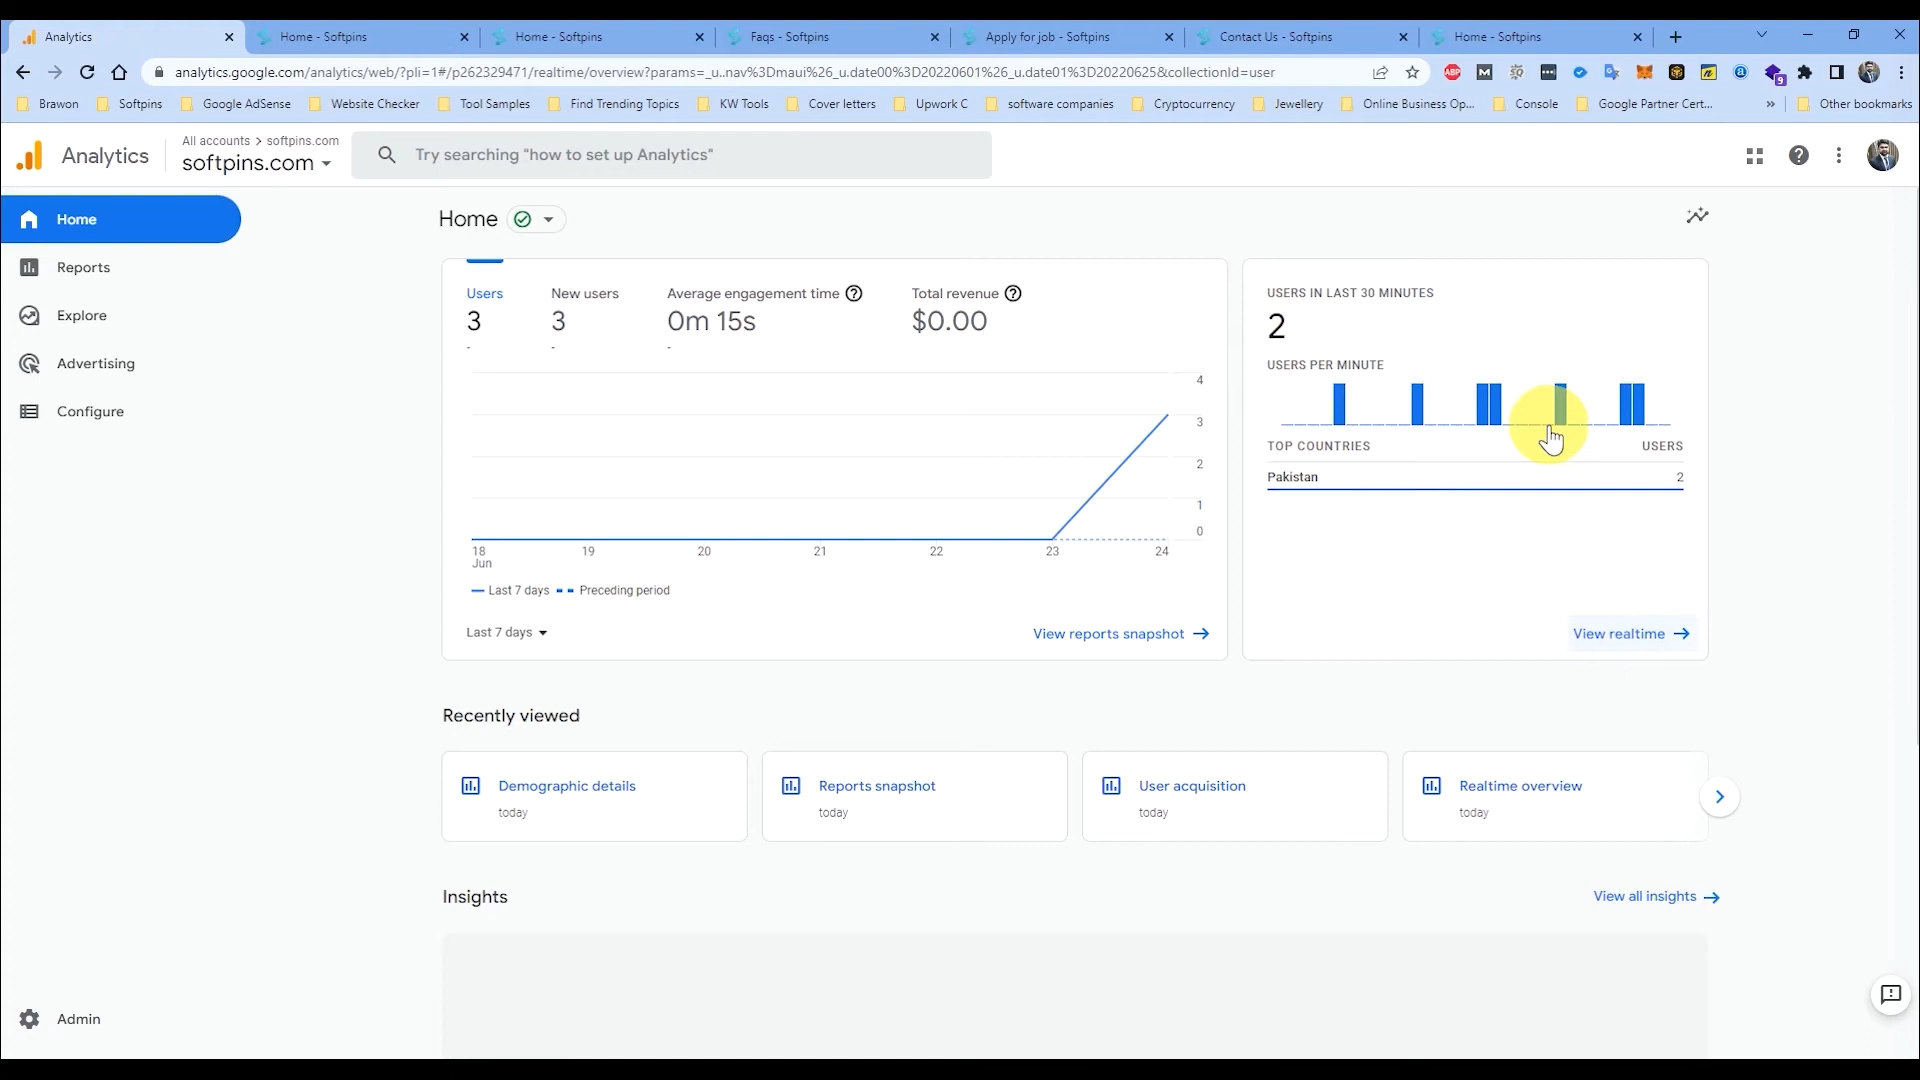 Analytics
Home - Softpins
Home - Softpins
Faqs - Softpins
Apply for job - Softpins
Contact Us - Softpins
Home - Softpins
analytics.google.com/analytics/web/?pli=1#/p262329471/realtime/overview?params=_u..nav%3Dmaui%26_u.date00%3D20220601%26_u.date01%3D20220625&collectionId=user
ABP
M
9
Brawon
Softpins
Google AdSense
Website Checker
Tool Samples
Find Trending Topics
KW Tools
Cover letters
Upwork C
software companies
Cryptocurrency
Jewellery
Online Business Op...
Console
Google Partner Cert...
»
Other bookmarks
Analytics
All accounts > softpins.com
softpins.com
Try searching "how to set up Analytics"
Home
Reports
Explore
Advertising
Configure
Admin
Home
Users
3
-
New users
3
-
Average engagement time
0m 15s
-
Total revenue
$0.00
4
3
2
1
0
18
Jun
19
20
21
22
23
24
Last 7 days
Preceding period
Last 7 days
View reports snapshot
USERS IN LAST 30 MINUTES
2
USERS PER MINUTE
TOP COUNTRIES
USERS
Pakistan
2
View realtime
Recently viewed
Demographic details
today
Reports snapshot
today
User acquisition
today
Realtime overview
today
Insights
View all insights